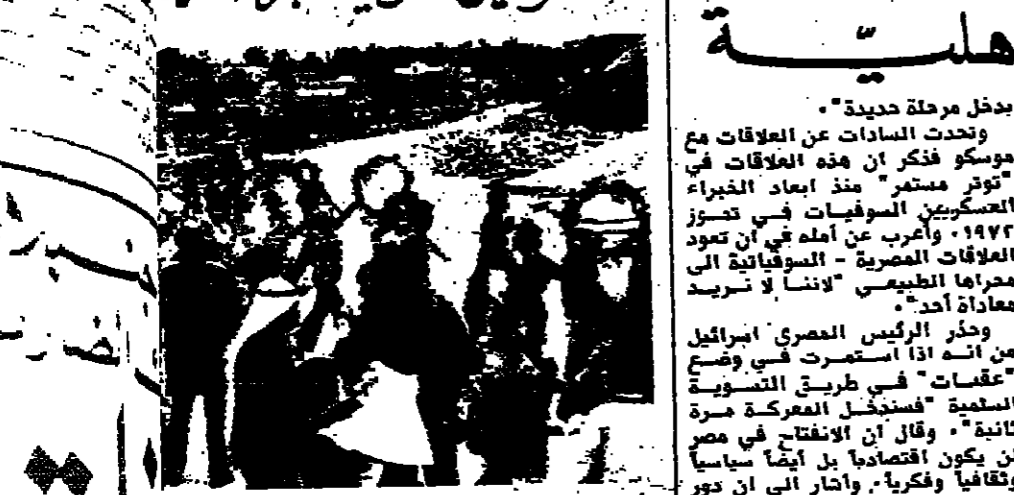 هليّة
بدخل مرحلة جديدة".
وتحدث السادات عن العلاقات مع
موسكو فذكر ان هذه العلاقات في
"توتر مستمر" منذ ابعاد الخبراء
العسكريين السوفيات في تموز
١٩٧٢. وأعرب عن أمله في ان تعود
العلاقات المصرية - السوفياتية الى
مجراها الطبيعي "لاننا لا نريد
معاداة أحد".
وحذر الرئيس المصري اسرائيل
من انه اذا استمرت في وضع
"عقبات" في طريق التسوية
السلمية "فسندخل المعركة مرة
ثانية". وقال ان الانفتاح في مصر
لن يكون اقتصادياً بل أيضاً سياسياً
وثقافياً وفكرياً. وأشار الى ان دور